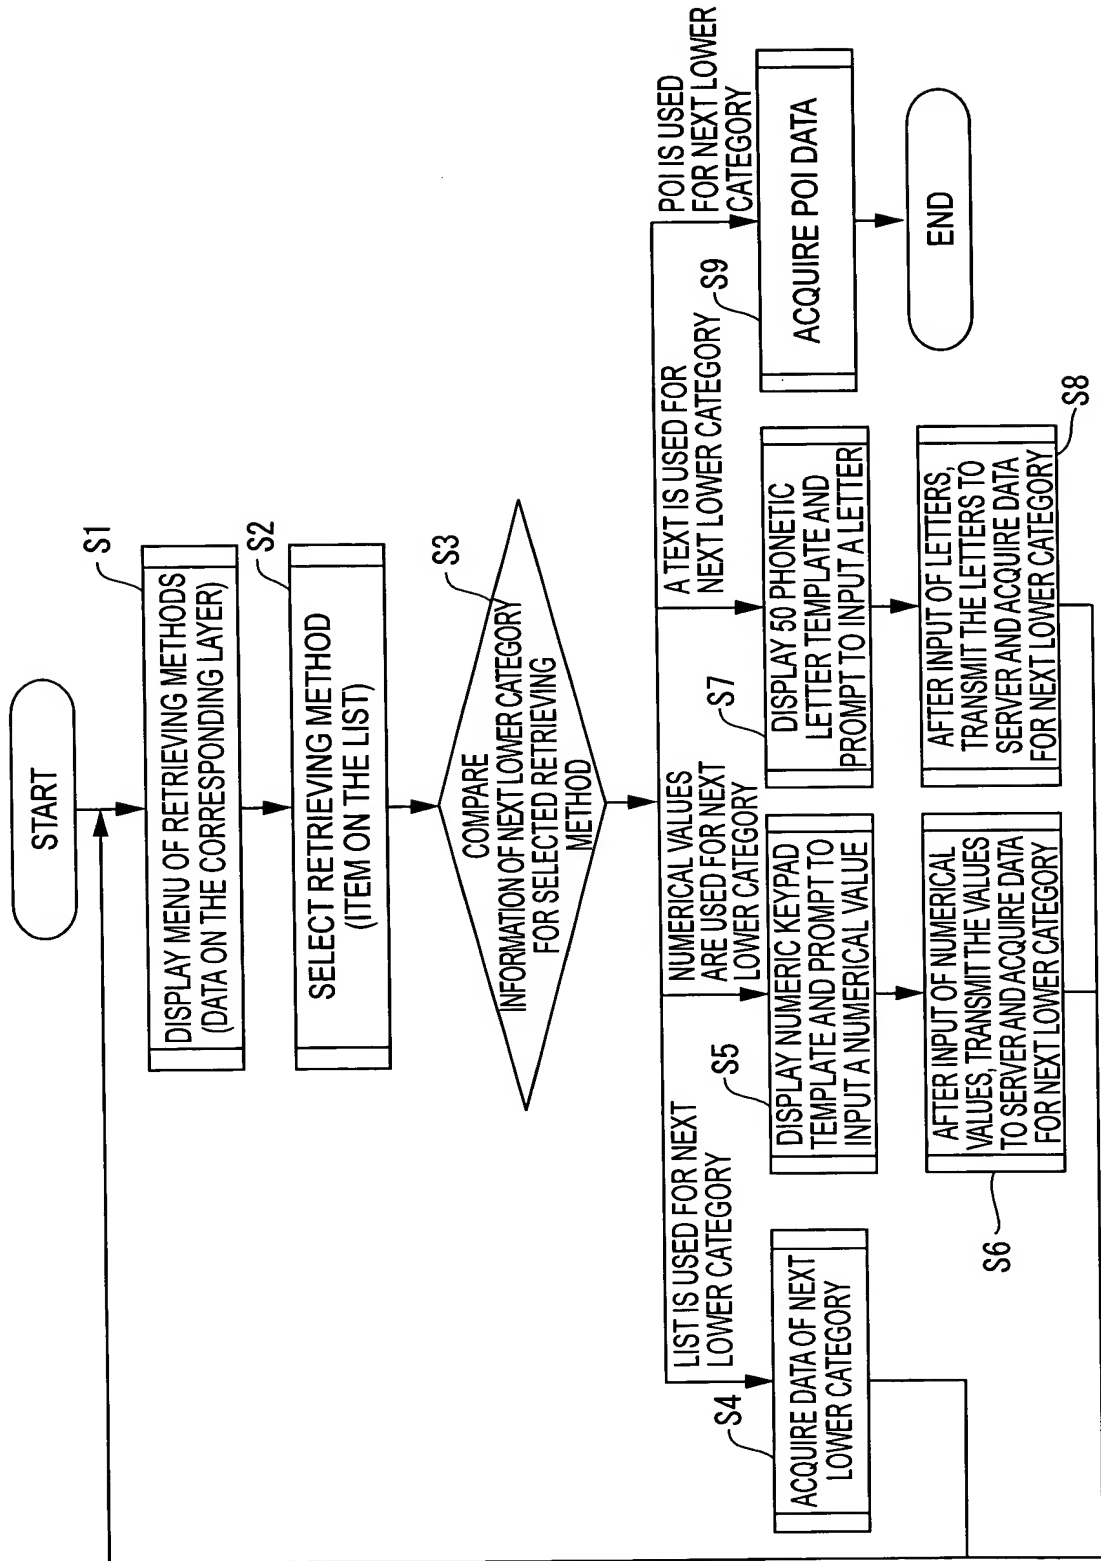 START
S1
DISPLAY MENU OF RETRIEVING METHODS
(DATA ON THE CORRESPONDING LAYER)
S2
SELECT RETRIEVING METHOD
(ITEM ON THE LIST)
S3
COMPARE
INFORMATION OF NEXT LOWER CATEGORY
FOR SELECTED RETRIEVING
METHOD
LIST IS USED FOR NEXT
LOWER CATEGORY
S4
ACQUIRE DATA OF NEXT
LOWER CATEGORY
NUMERICAL VALUES
ARE USED FOR NEXT
LOWER CATEGORY
S5
DISPLAY NUMERIC KEYPAD
TEMPLATE AND PROMPT TO
INPUT A NUMERICAL VALUE
S6
AFTER INPUT OF NUMERICAL
VALUES, TRANSMIT THE VALUES
TO SERVER AND ACQUIRE DATA
FOR NEXT LOWER CATEGORY
A TEXT IS USED FOR
NEXT LOWER CATEGORY
S7
DISPLAY 50 PHONETIC
LETTER TEMPLATE AND
PROMPT TO INPUT A LETTER
S8
AFTER INPUT OF LETTERS,
TRANSMIT THE LETTERS TO
SERVER AND ACQUIRE DATA
FOR NEXT LOWER CATEGORY
POI IS USED
FOR NEXT LOWER
CATEGORY
S9
ACQUIRE POI DATA
END